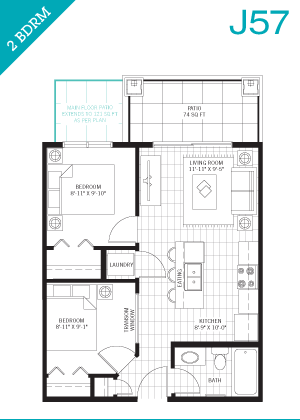 2 BDRM
J57
MAIN FLOOR PATIO
EXTENDS TO 121 SQ FT
AS PER PLAN
PATIO
74 SQ FT
LIVING ROOM
11'-11" X 9'-5"
BEDROOM
8'-11" X 9'-10"
LAUNDRY
EATING
BEDROOM
8'-11" X 9'-1"
TRANSOM
WINDOW
KITCHEN
8'-9" X 10'-0"
BATH